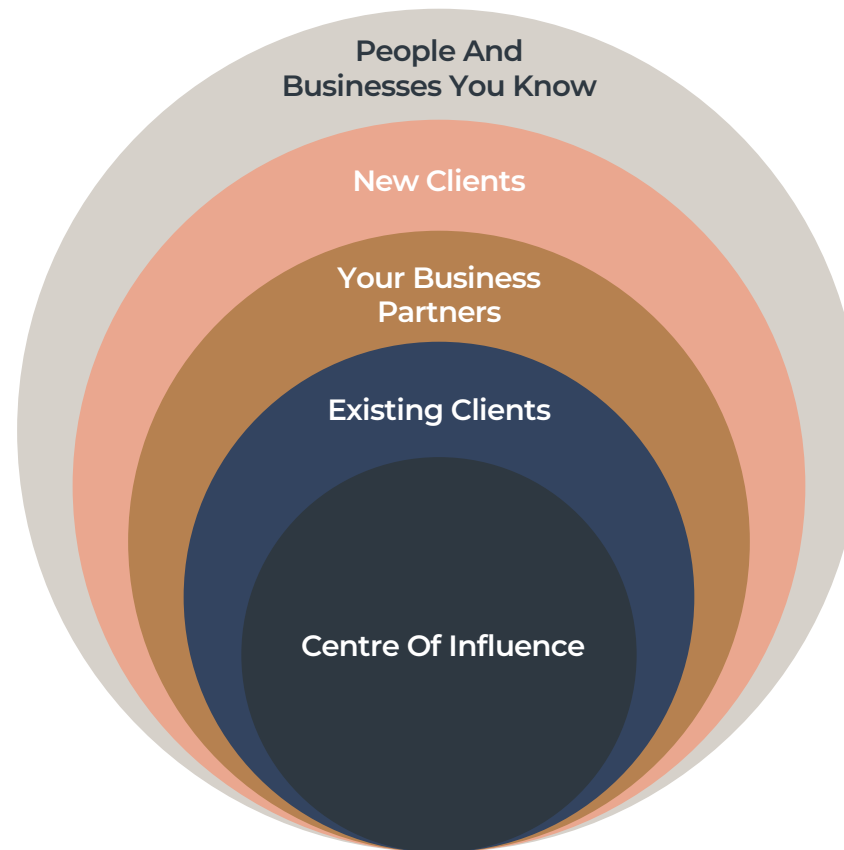 People And
Businesses You Know
New Clients
Your Business
Partners
Existing Clients
Centre Of Influence